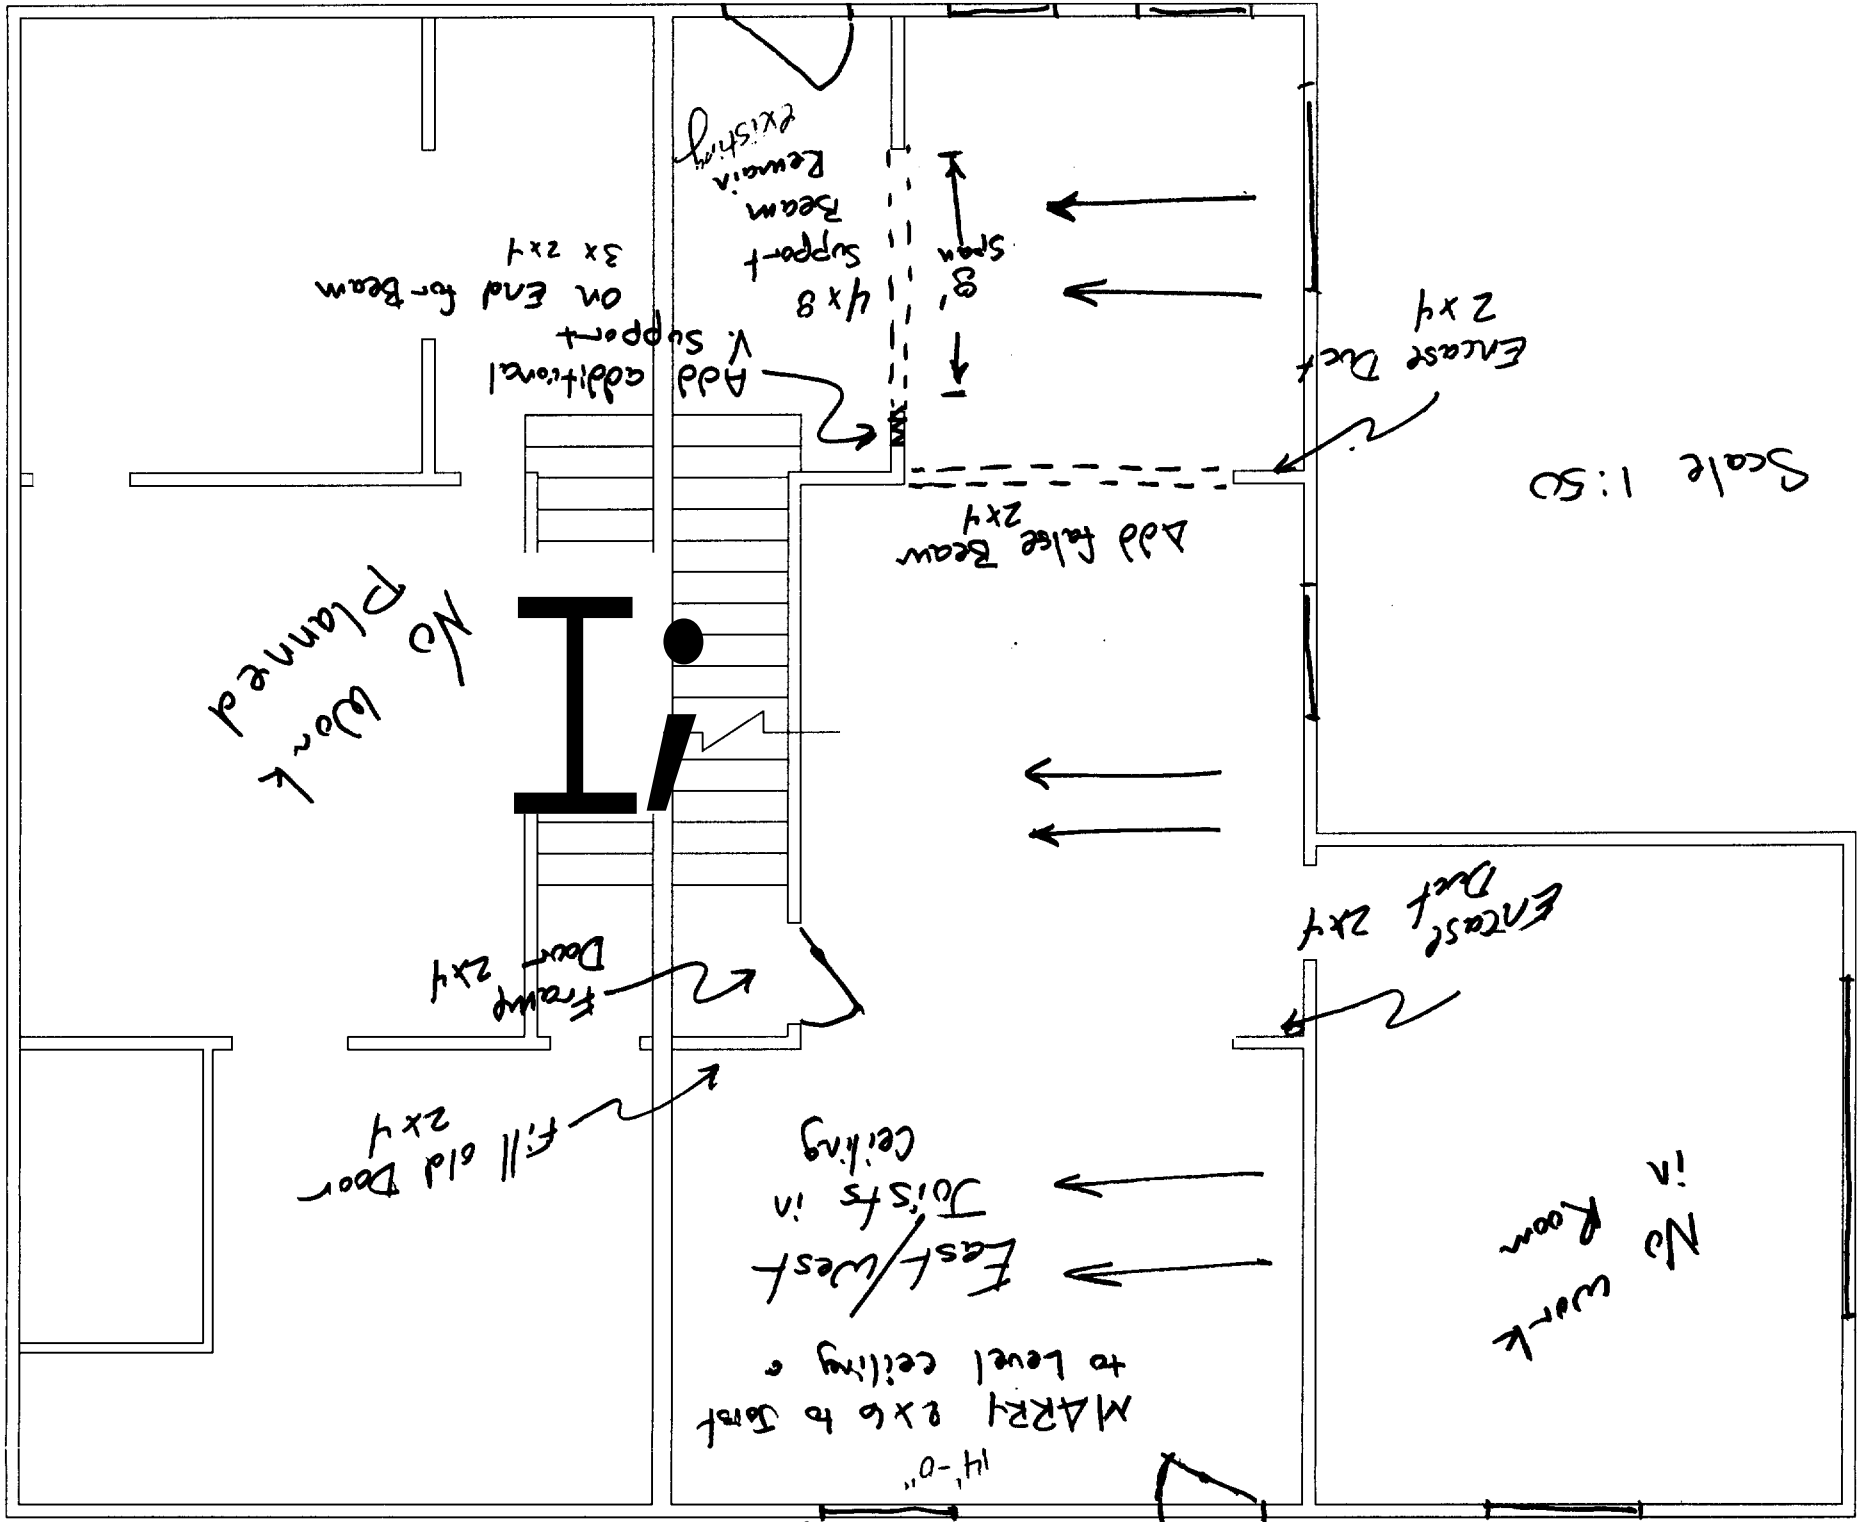 14'-0"
MARRY 2x6 to Joist
to Level ceiling
No work
in Room
East/West
Joists in
Ceiling
Fill old Door
2x4
Encase 2x4
Duct
Frame 2x4
Door
No Work
Planned
I;
Add false Beam
2x4
Scale 1:50
Encase Duct
2x4
Add additional
V. Support
On End for Beam
3x 2x4
4x8
Support
Beam
Remain
existing
8'
Span